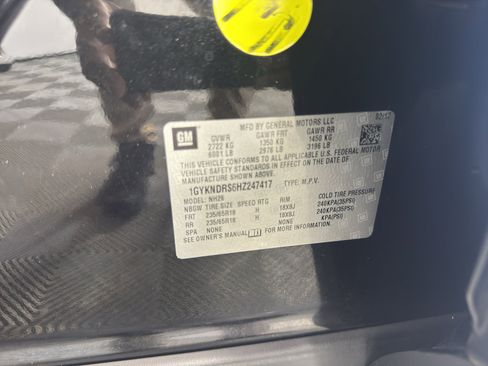 02/17
MFD BY GENERAL MOTORS LLC
GM GVWR GAWR FRT GAWR RR
2722 KG 1350 KG 1450 KG
6001 LB 2976 LB 3196 LB
THIS VEHICLE CONFORMS TO ALL APPLICABLE U.S. FEDERAL MOTOR
VEHICLE SAFETY STANDARDS IN EFFECT ON THE DATE OF
MANUFACTURE SHOWN ABOVE.
1GYKNDRS6HZ247417 TYPE: M.P.V.
MODEL: NH26
NBGW TIRE SIZE SPEED RTG RIM COLD TIRE PRESSURE
FRT 235/65R18 H 18X8J 240KPA(35PSI)
RR 235/65R18 H 18X8J 240KPA(35PSI)
SPA NONE NONE KPA(PSI)
SEE OWNER'S MANUAL FOR MORE INFORMATION